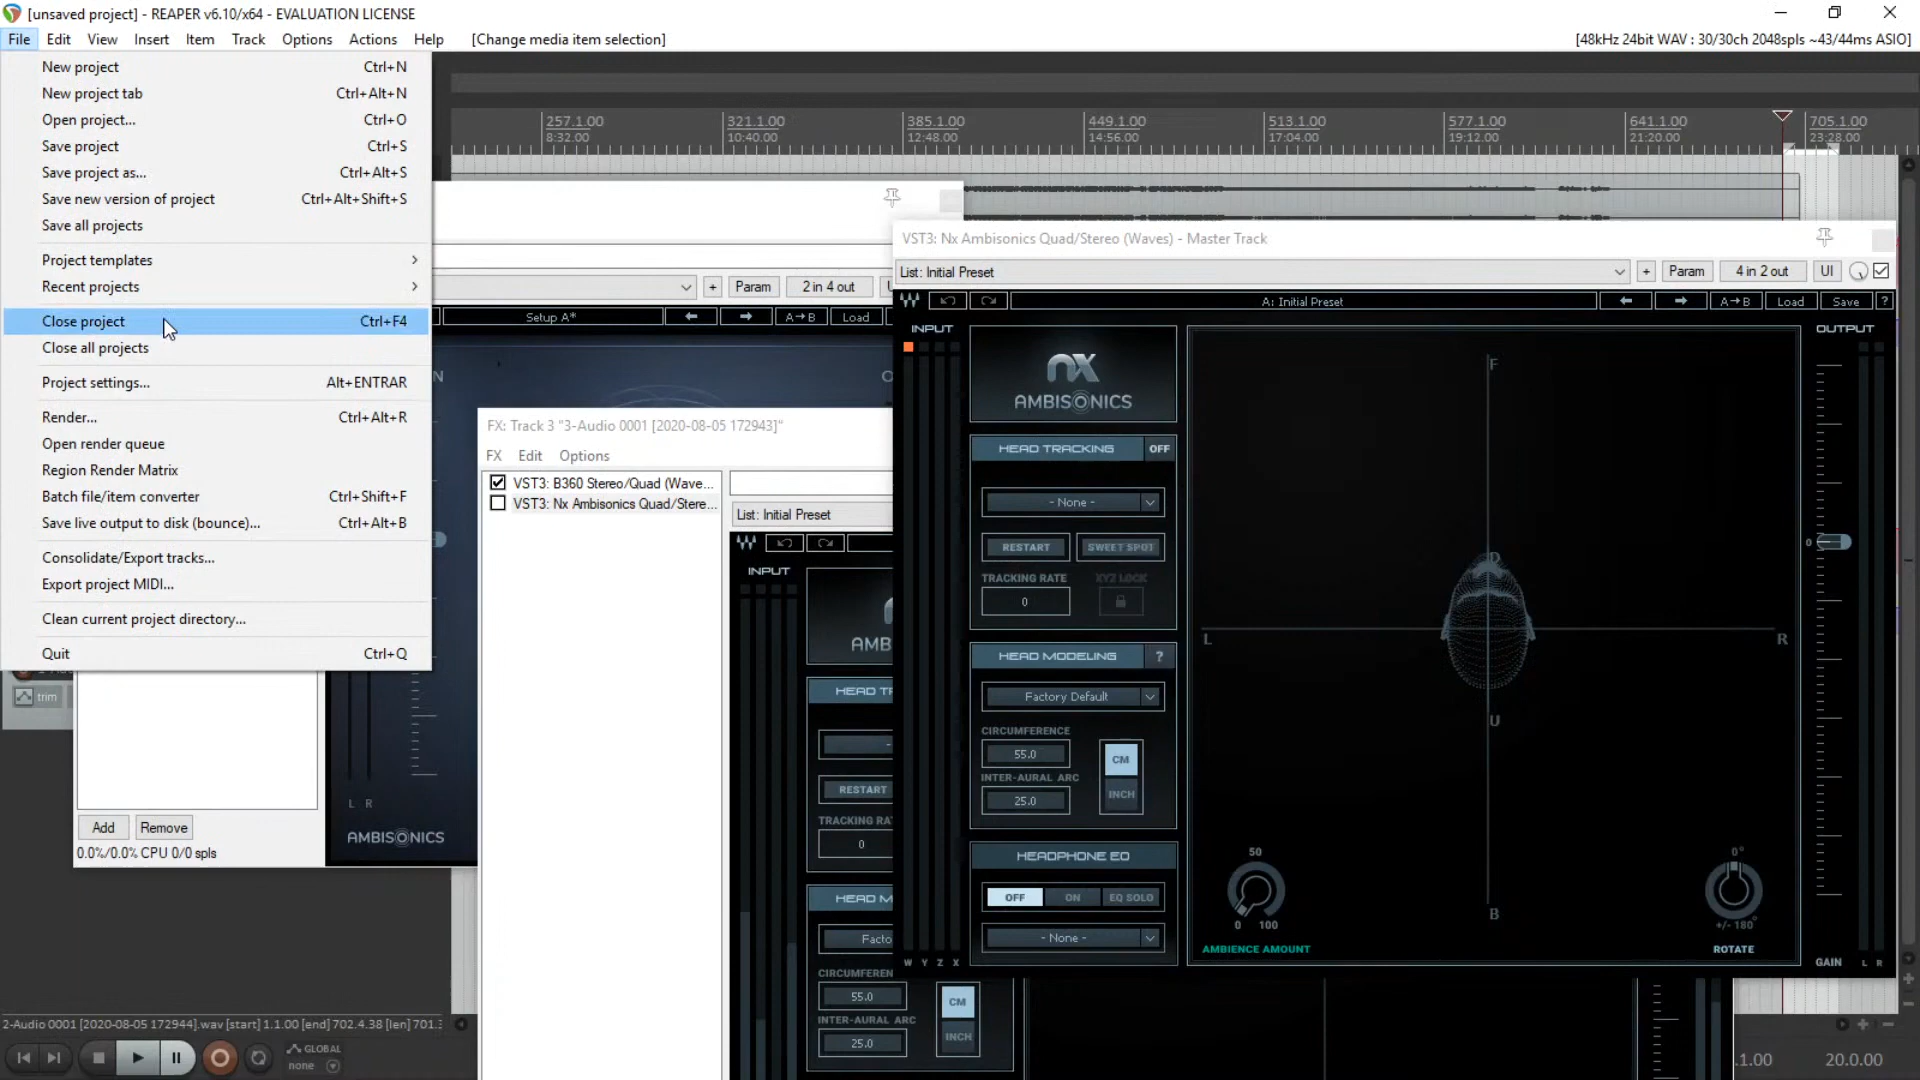 [unsaved project] - REAPER v6.10/x64 - EVALUATION LICENSE
File Edit View Insert Item Track Options Actions Help [Change media item selection] [48kHz 24bit WAV : 30/30ch 2048spls ~43/44ms ASIO]
New project Ctrl+N
New project tab Ctrl+Alt+N
Open project... Ctrl+O
Save project Ctrl+S
Save project as... Ctrl+Alt+S
Save new version of project Ctrl+Alt+Shift+S
Save all projects
Project templates
Recent projects
Close project Ctrl+F4
Close all projects
Project settings... Alt+ENTRAR
Render... Ctrl+Alt+R
Open render queue
Region Render Matrix
Batch file/item converter Ctrl+Shift+F
Save live output to disk (bounce)... Ctrl+Alt+B
Consolidate/Export tracks...
Export project MIDI...
Clean current project directory...
Quit Ctrl+Q
257.1.00 321.1.00 385.1.00 449.1.00 513.1.00 577.1.00 641.1.00 705.1.00
8:32.00 10:40.00 12:48.00 14:56.00 17:04.00 19:12.00 21:20.00 23:28.00
+ Param 2 in 4 out
Setup A* A→B Load
N
trim
L R
AMBISONICS
Add Remove
0.0%/0.0% CPU 0/0 spls
FX: Track 3 "3-Audio 0001 [2020-08-05 172943]"
FX Edit Options
VST3: B360 Stereo/Quad (Wave...
VST3: Nx Ambisonics Quad/Stere...
List: Initial Preset
INPUT
AMB
HEAD TR
RESTART
TRACKING RA
0
HEAD M
Facto
CIRCUMFEREN
55.0
INTER-AURAL ARC
25.0
CM
INCH
VST3: Nx Ambisonics Quad/Stereo (Waves) - Master Track
List: Initial Preset + Param 4 in 2 out UI
A: Initial Preset A→B Load Save ?
INPUT
OUTPUT
nx
AMBISONICS
HEAD TRACKING OFF
- None -
RESTART SWEET SPOT
TRACKING RATE XYZ LOCK
0
HEAD MODELING ?
Factory Default
CIRCUMFERENCE
55.0
CM
INTER-AURAL ARC
25.0
INCH
HEADPHONE EQ
OFF ON EQ SOLO
- None -
F
L R
U
B
50
0 100
AMBIENCE AMOUNT
0°
+/- 180°
ROTATE
0
W Y Z X
GAIN L R
2-Audio 0001 [2020-08-05 172944].wav [start] 1.1.00 [end] 702.4.38 [len] 701.3
GLOBAL
none
.1.00 20.0.00